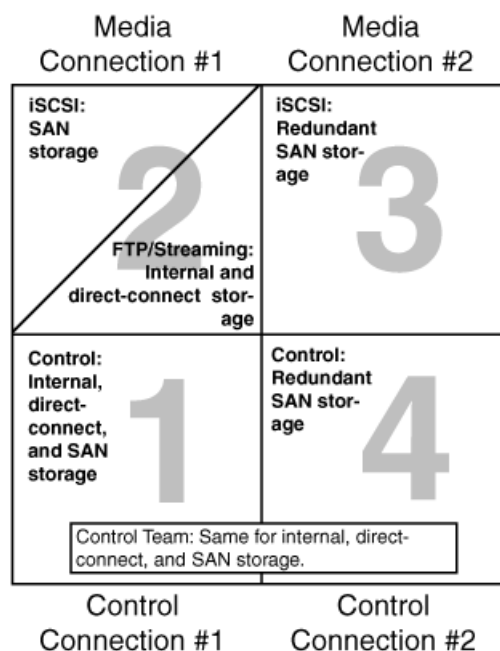 Media
Connection #1
Media
Connection #2
iSCSI:
SAN
storage
2
FTP/Streaming:
Internal and
direct-connect stor-
age
iSCSI:
Redundant
SAN stor-
age
3
Control:
Internal,
direct-
connect,
and SAN
storage
1
Control:
Redundant
SAN stor-
age
4
Control Team: Same for internal, direct-
connect, and SAN storage.
Control
Connection #1
Control
Connection #2